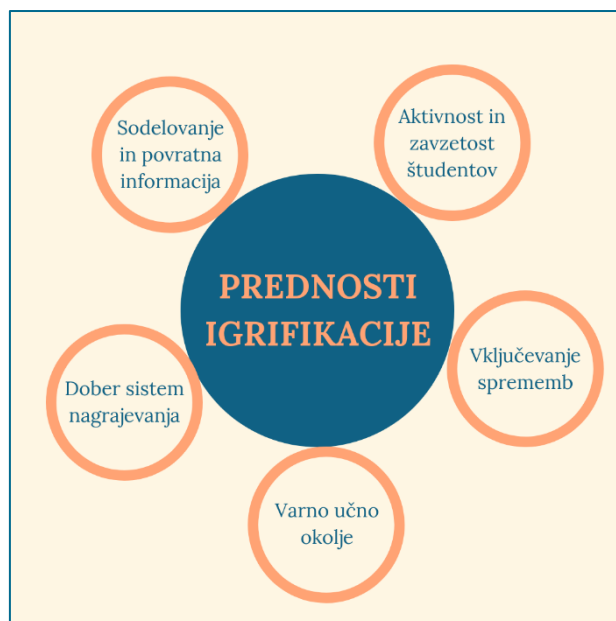 PREDNOSTI
IGRIFIKACIJE
Sodelovanje
in povratna
informacija
Aktivnost in
zavzetost
študentov
Vključevanje
sprememb
Varno učno
okolje
Dober sistem
nagrajevanja